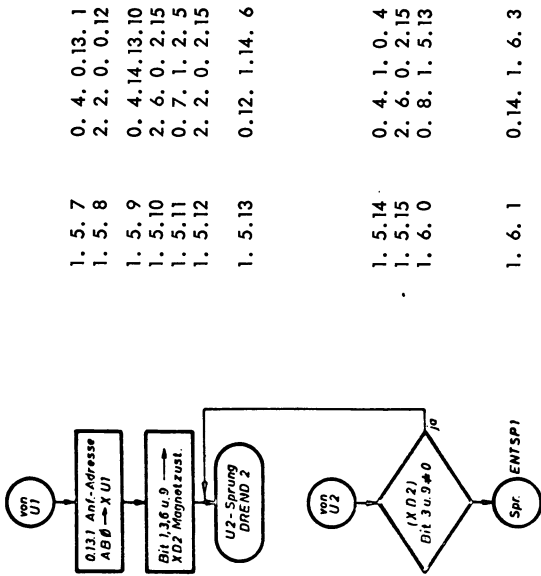 von
U1
0.13.1 Anf.-Adresse
ABØ → X U1
Bit 1,3,6 u. 9 →
XD2 Magnetzust.
U2-Sprung
DREND 2
von
U2
(X D2)
Bit 3 u. 9 ≠ 0
ja
Spr. ENTSP1
1. 5. 7 0. 4. 0.13. 1
1. 5. 8 2. 2. 0. 0.12
1. 5. 9 0. 4.14.13.10
1. 5.10 2. 6. 0. 2.15
1. 5.11 0. 7. 1. 2. 5
1. 5.12 2. 2. 0. 2.15
1. 5.13 0.12. 1.14. 6
1. 5.14 0. 4. 1. 0. 4
1. 5.15 2. 6. 0. 2.15
1. 6. 0 0. 8. 1. 5.13
1. 6. 1 0.14. 1. 6. 3